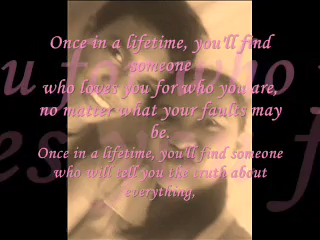 Once in a lifetime, you'll find
someone
who loves you for who you are,
no matter what your faults may
be.
Once in a lifetime, you'll find someone
who will tell you the truth about
everything,